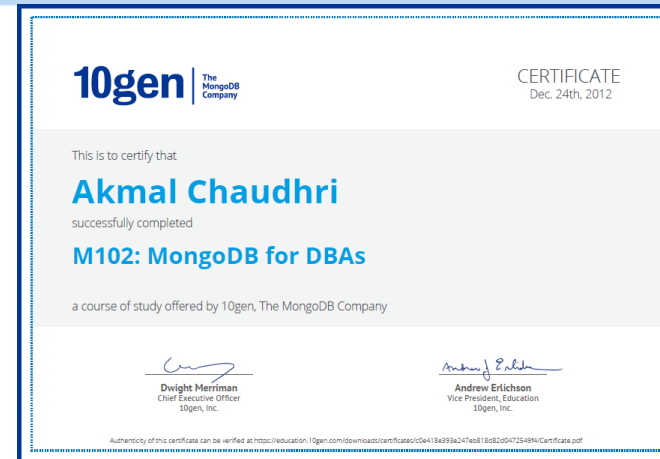 10gen The MongoDB Company
CERTIFICATE
Dec. 24th, 2012
This is to certify that
Akmal Chaudhri
successfully completed
M102: MongoDB for DBAs
a course of study offered by 10gen, The MongoDB Company
Dwight Merriman
Chief Executive Officer
10gen, Inc.
Andrew Erlichson
Vice President, Education
10gen, Inc.
Authenticity of this certificate can be verified at https://education.10gen.com/downloads/certificates/c0e418e393e247eb818d82d0472549f4/Certificate.pdf